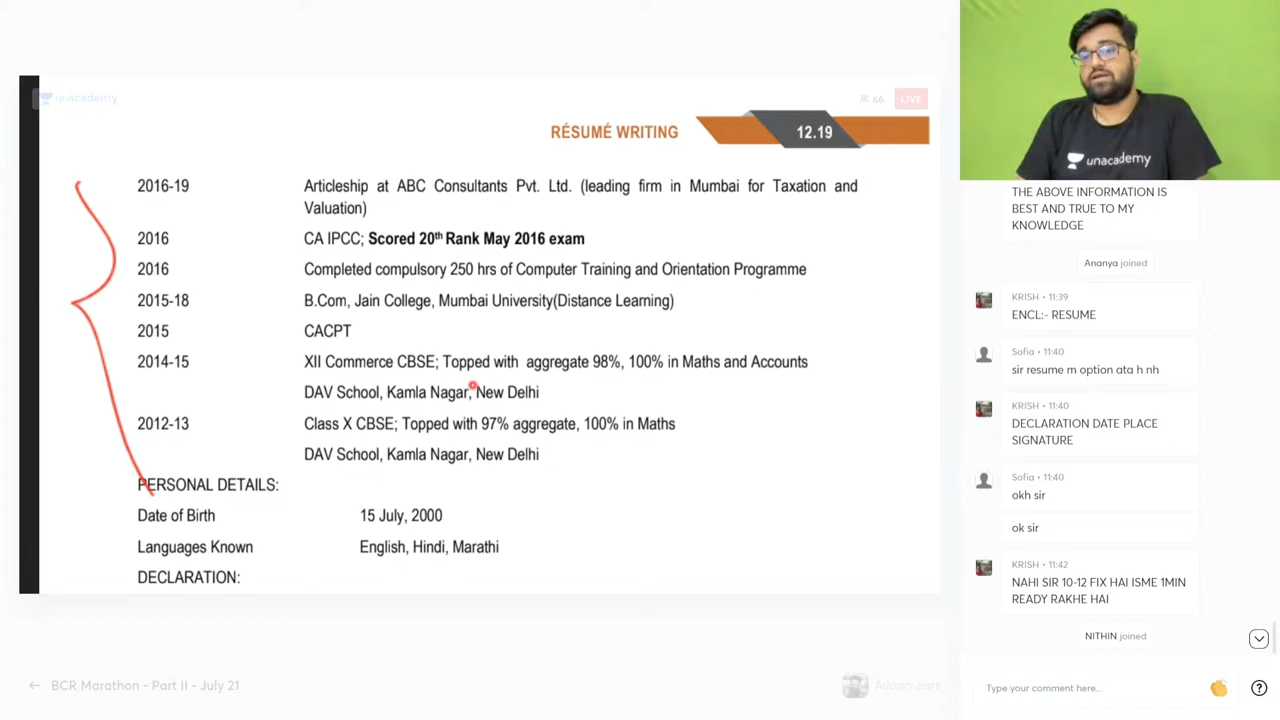 unacademy
66
LIVE
RÉSUMÉ WRITING 12.19
2016-19 Articleship at ABC Consultants Pvt. Ltd. (leading firm in Mumbai for Taxation and
Valuation)
2016 CA IPCC; Scored 20th Rank May 2016 exam
2016 Completed compulsory 250 hrs of Computer Training and Orientation Programme
2015-18 B.Com, Jain College, Mumbai University(Distance Learning)
2015 CACPT
2014-15 XII Commerce CBSE; Topped with aggregate 98%, 100% in Maths and Accounts
DAV School, Kamla Nagar, New Delhi
2012-13 Class X CBSE; Topped with 97% aggregate, 100% in Maths
DAV School, Kamla Nagar, New Delhi
PERSONAL DETAILS:
Date of Birth 15 July, 2000
Languages Known English, Hindi, Marathi
DECLARATION:
BCR Marathon - Part II - July 21
unacademy
THE ABOVE INFORMATION IS
BEST AND TRUE TO MY
KNOWLEDGE
Ananya joined
KRISH • 11:39
ENCL:- RESUME
Sofia • 11:40
sir resume m option ata h nh
KRISH • 11:40
DECLARATION DATE PLACE
SIGNATURE
Sofia • 11:40
okh sir
ok sir
KRISH • 11:42
NAHI SIR 10-12 FIX HAI ISME 1MIN
READY RAKHE HAI
NITHIN joined
Type your comment here...